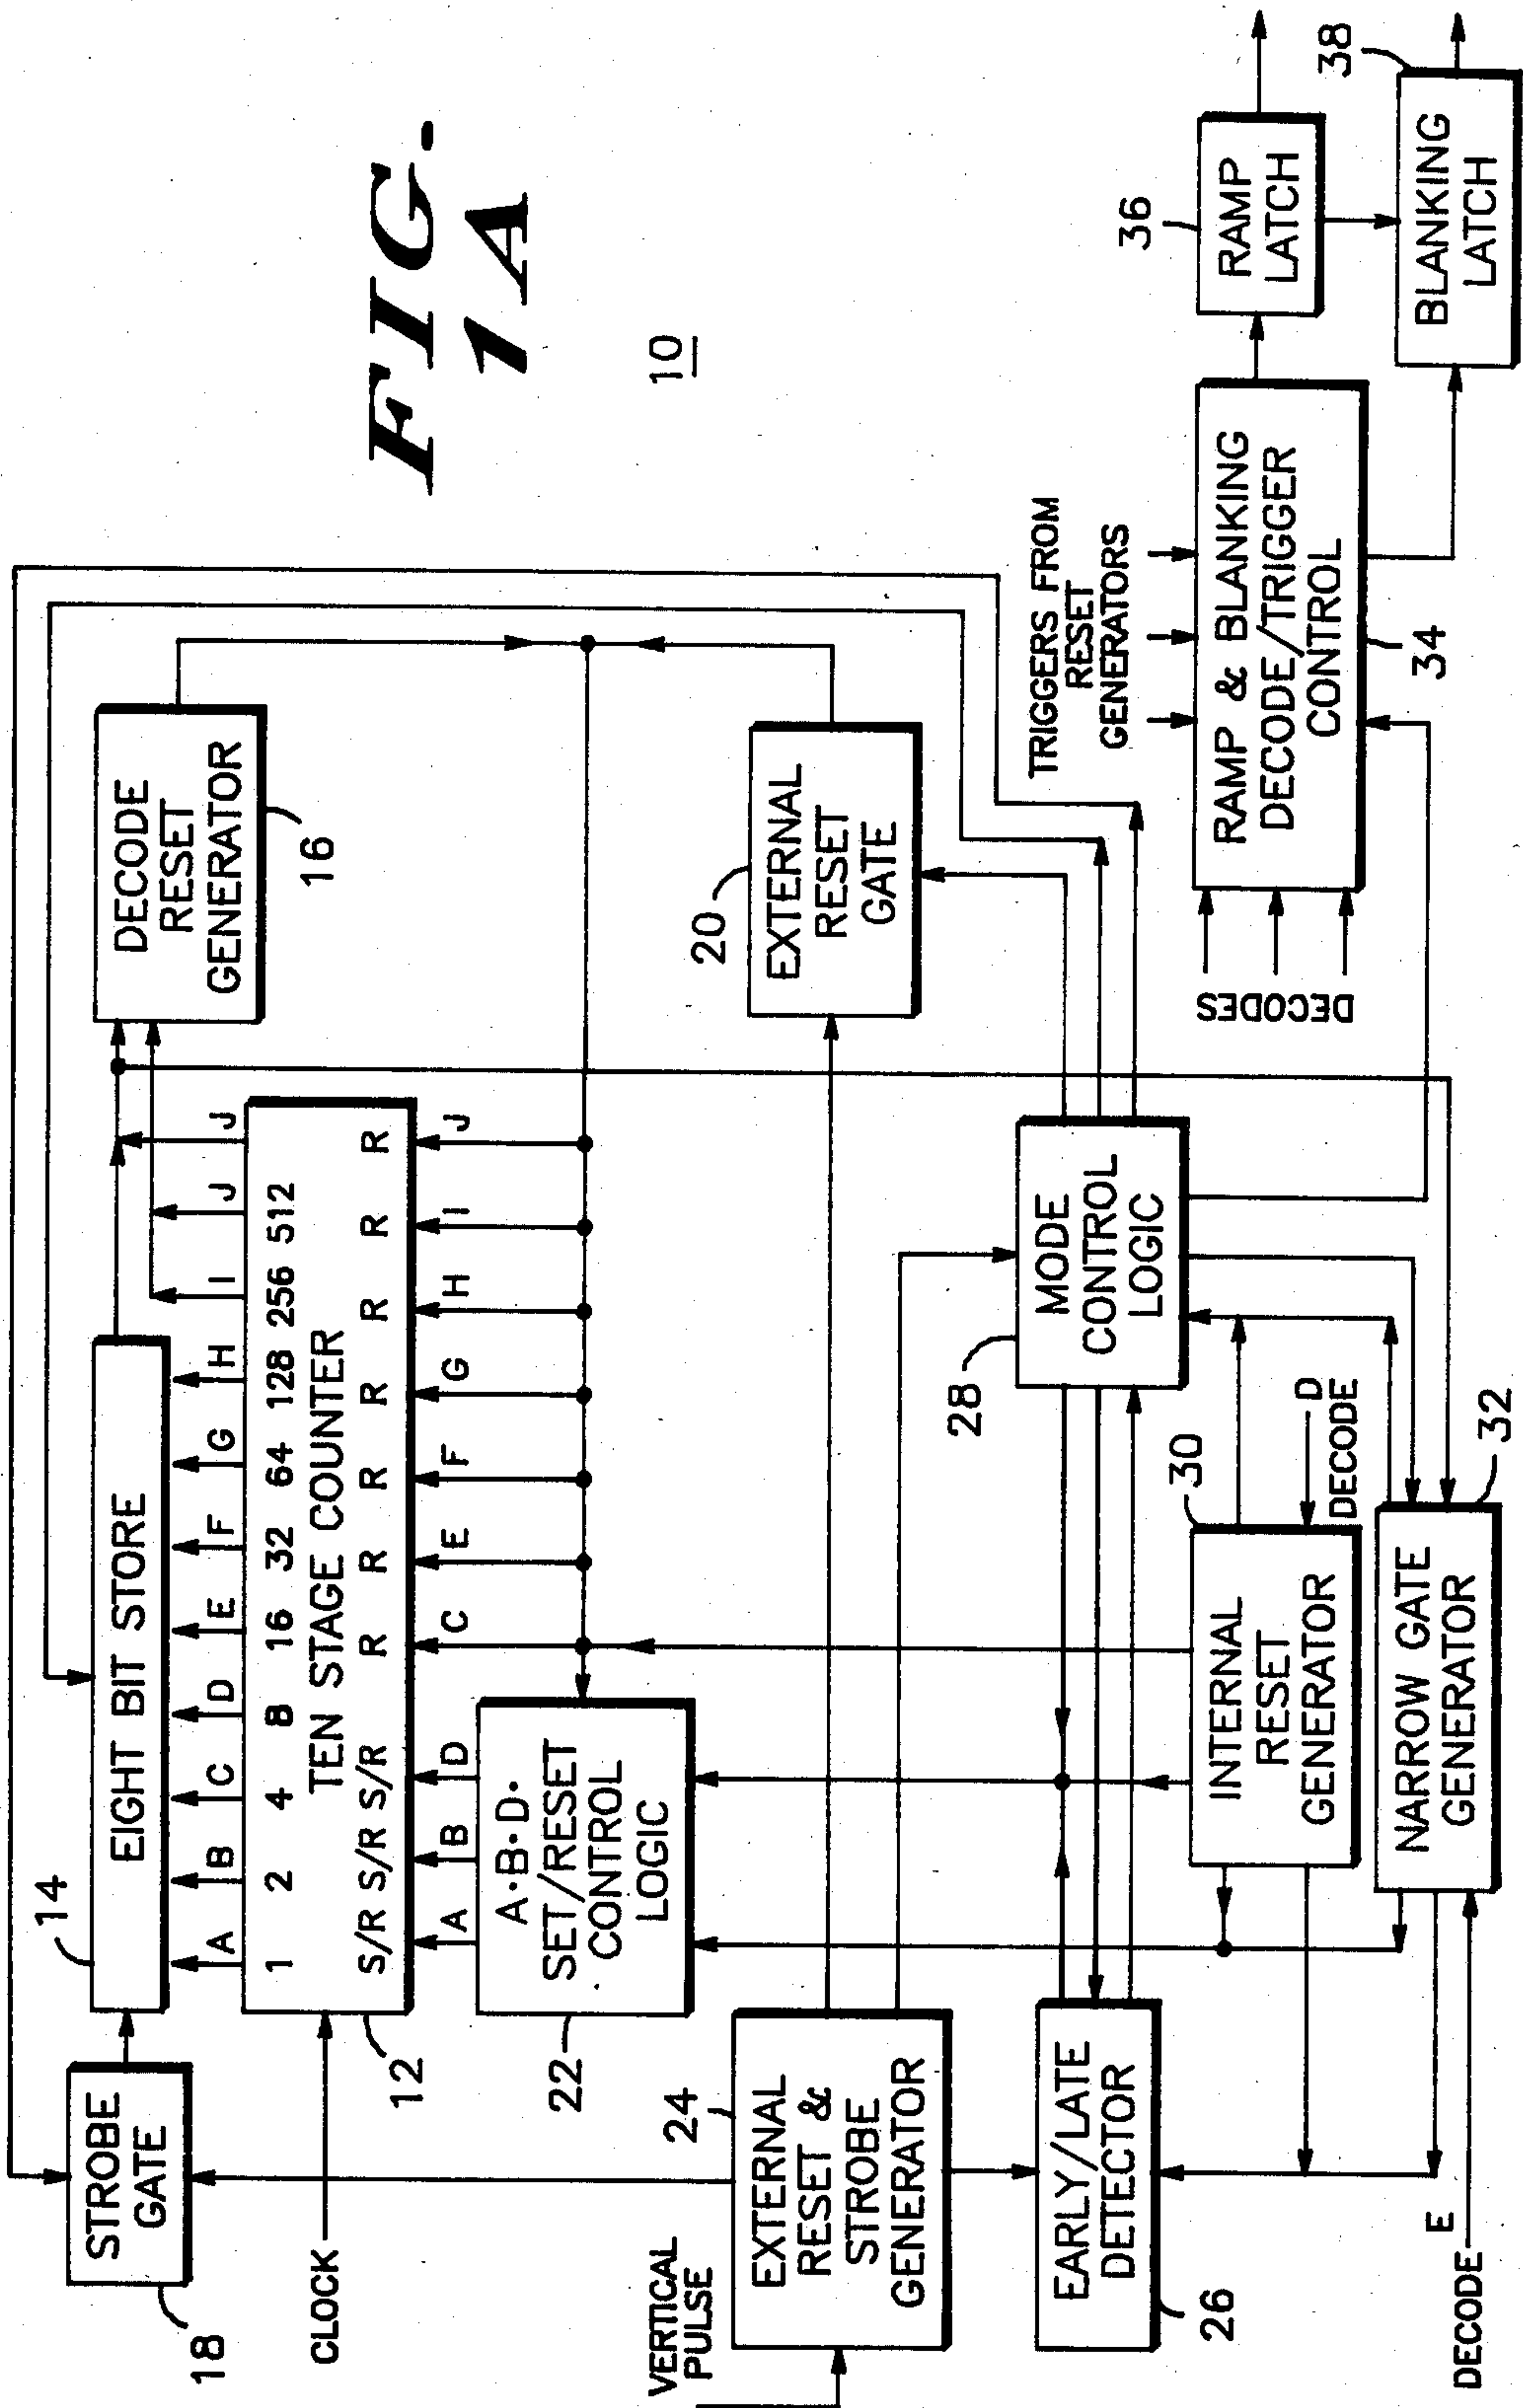 FIG.
1A
10
18
STROBE
GATE
14
EIGHT BIT STORE
DECODE
RESET
GENERATOR
16
A B C D E F G H I J J
1 2 4 8 16 32 64 128 256 512
TEN STAGE COUNTER
S/R S/R S/R R R R R R R R
CLOCK
12
A B D C E F G H I J
A·B·D·
SET/RESET
CONTROL
LOGIC
22
VERTICAL
PULSE
24
EXTERNAL
RESET &
STROBE
GENERATOR
20
EXTERNAL
RESET
GATE
26
EARLY/LATE
DETECTOR
28
MODE
CONTROL
LOGIC
30
INTERNAL
RESET
GENERATOR
D
DECODE
32
NARROW GATE
GENERATOR
E
DECODE
TRIGGERS FROM
RESET
GENERATORS
DECODES
RAMP & BLANKING
DECODE/TRIGGER
CONTROL
34
36
RAMP
LATCH
38
BLANKING
LATCH